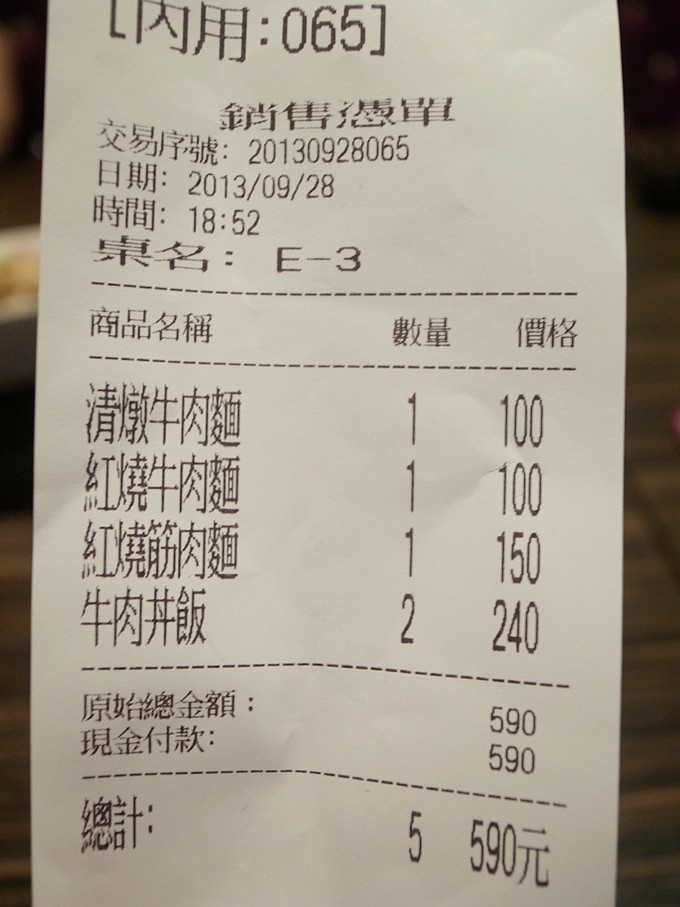 [內用:065]
銷售憑單
交易序號: 20130928065
日期: 2013/09/28
時間: 18:52
桌名: E-3
商品名稱 數量 價格
清燉牛肉麵 1 100
紅燒牛肉麵 1 100
紅燒筋肉麵 1 150
牛肉丼飯 2 240
原始總金額: 590
現金付款: 590
總計: 5 590元